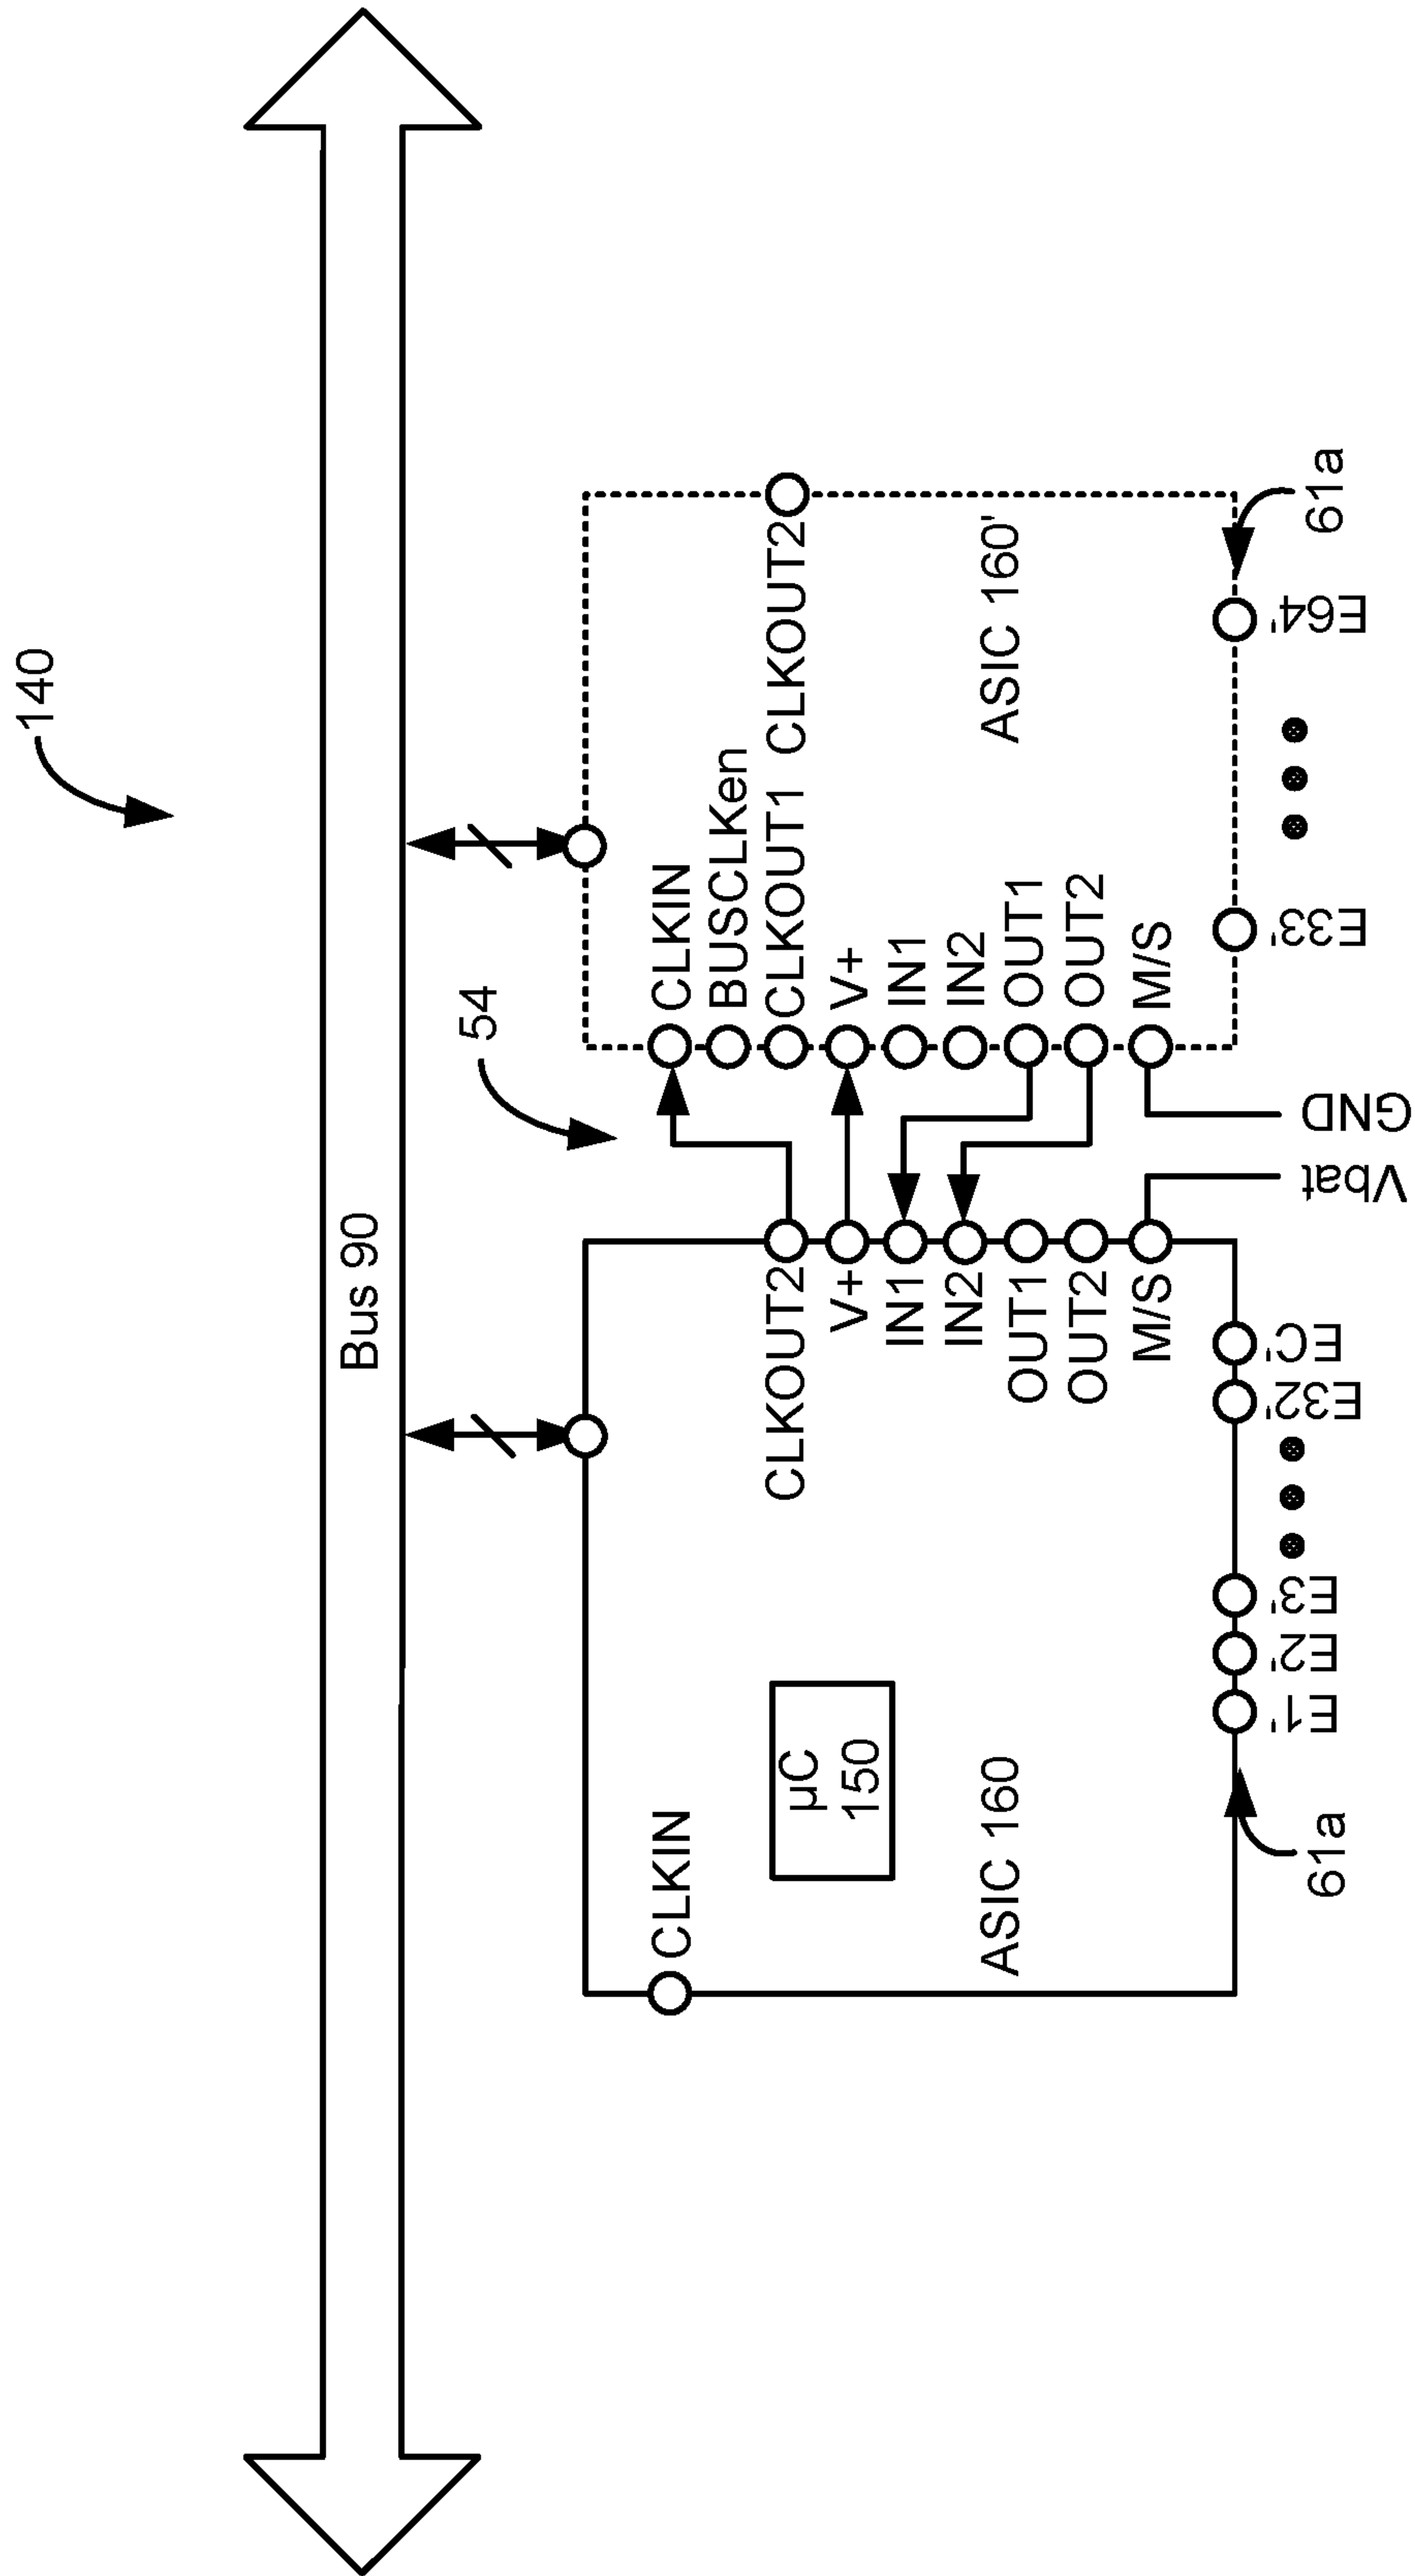 140
Bus 90
54
CLKIN
CLKOUT2
V+
IN1
IN2
OUT1
OUT2
M/S
µC
150
ASIC 160
CLKIN
BUSCLKen
CLKOUT1 CLKOUT2
V+
IN1
IN2
OUT1
OUT2
M/S
ASIC 160'
61a
E1'
E2'
E3'
E32'
EC'
Vbat
GND
E33'
E64'
61a